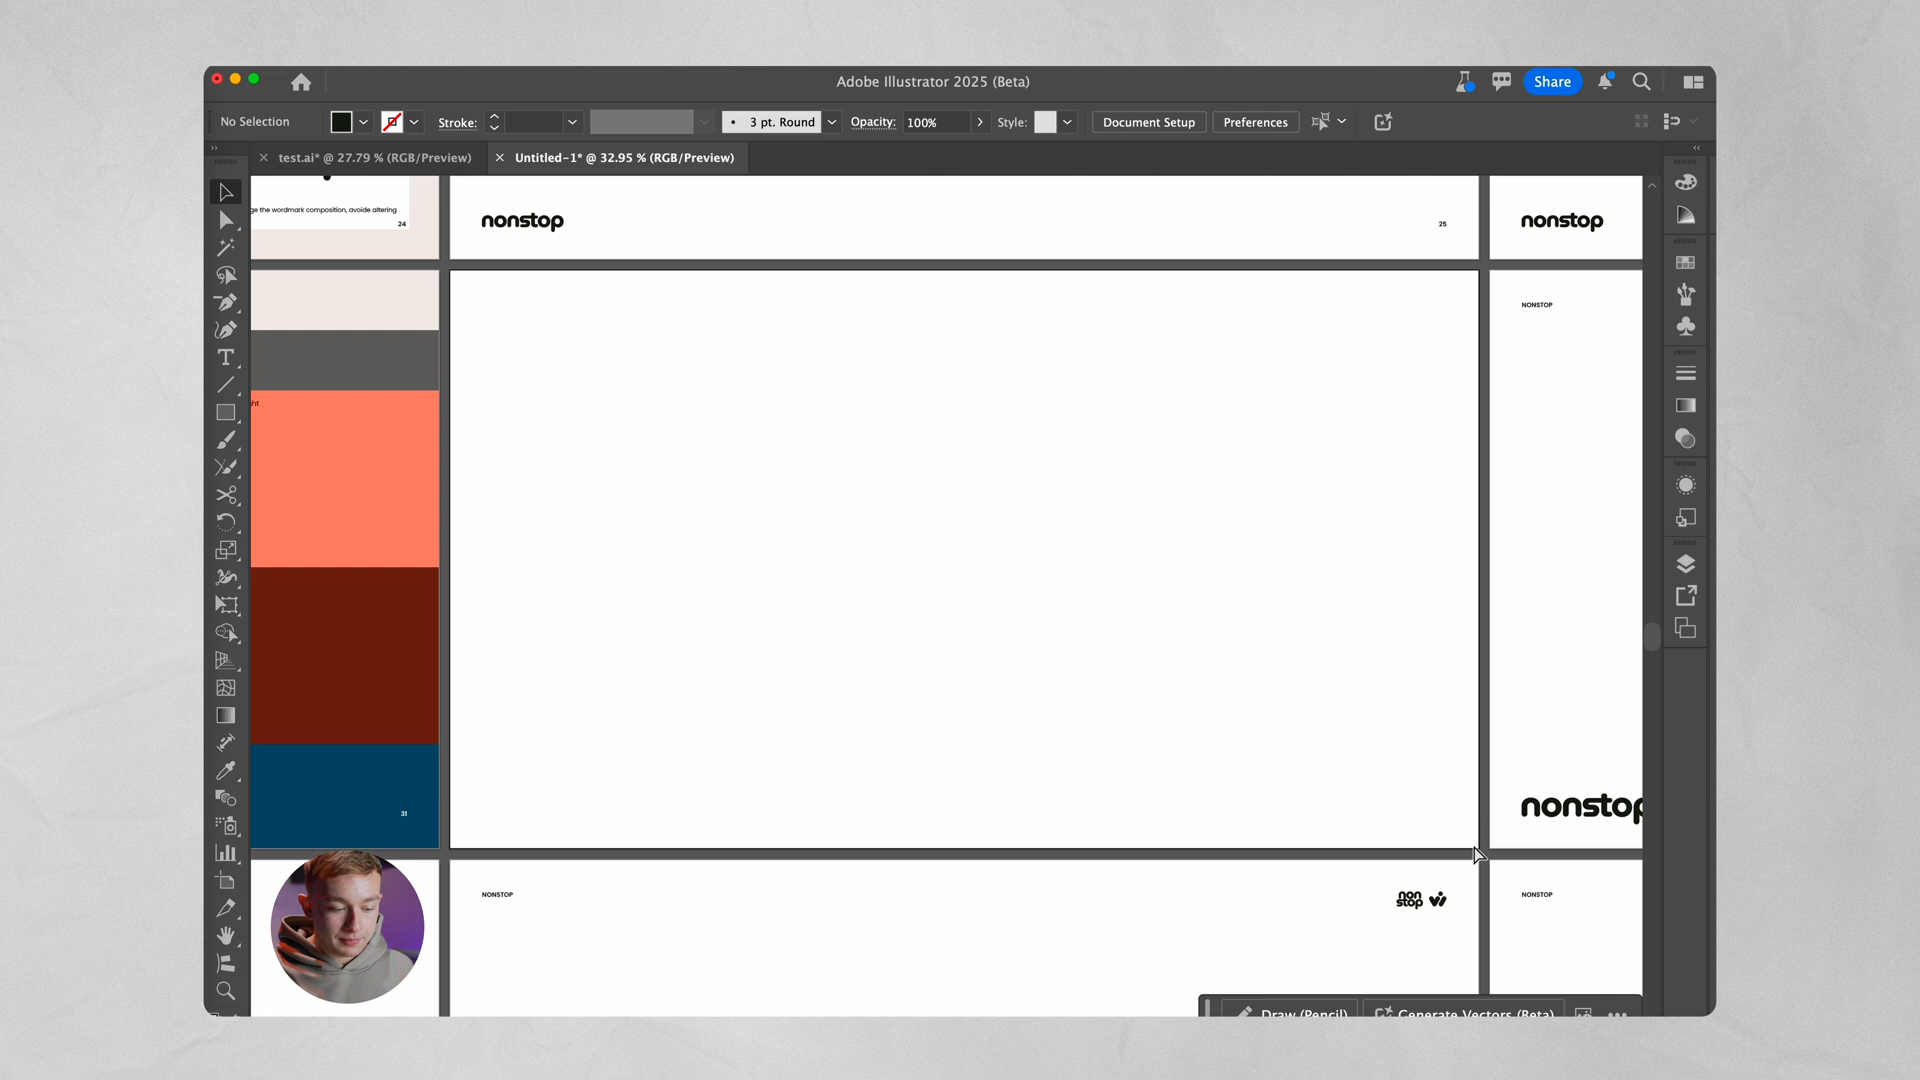 Adobe Illustrator 2025 (Beta)
Share
No Selection
Stroke:
3 pt. Round
Opacity:
100%
Style:
Document Setup
Preferences
test.ai* @ 27.79 % (RGB/Preview)
Untitled-1* @ 32.95 % (RGB/Preview)
ge the wordmark composition, avoide altering
24
nonstop
25
nonstop
NONSTOP
ht
31
nonstop
NONSTOP
non
stop
NONSTOP
Draw (Pencil)
Generate Vectors (Beta)